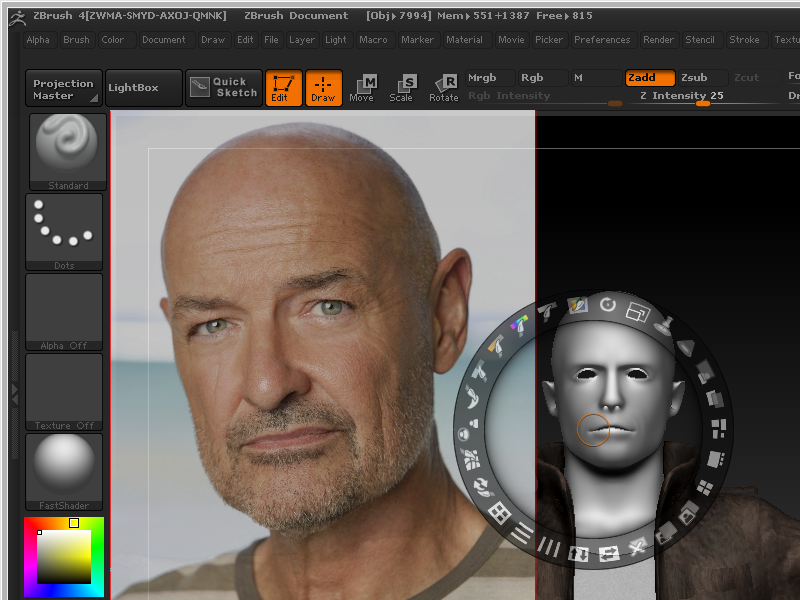 ZBrush 4[ZWMA-SMYD-AXOJ-QMNK] ZBrush Document [Obj 7994] Mem 551+1387 Free 815
Alpha Brush Color Document Draw Edit File Layer Light Macro Marker Material Movie Picker Preferences Render Stencil Stroke Textu
Projection Master
LightBox
Quick Sketch
Edit
Draw
M
Move
S
Scale
R
Rotate
Mrgb Rgb M Zadd Zsub Zcut Fo
Rgb Intensity Z Intensity 25 Dr
Standard
Dots
Alpha Off
Texture Off
FastShader